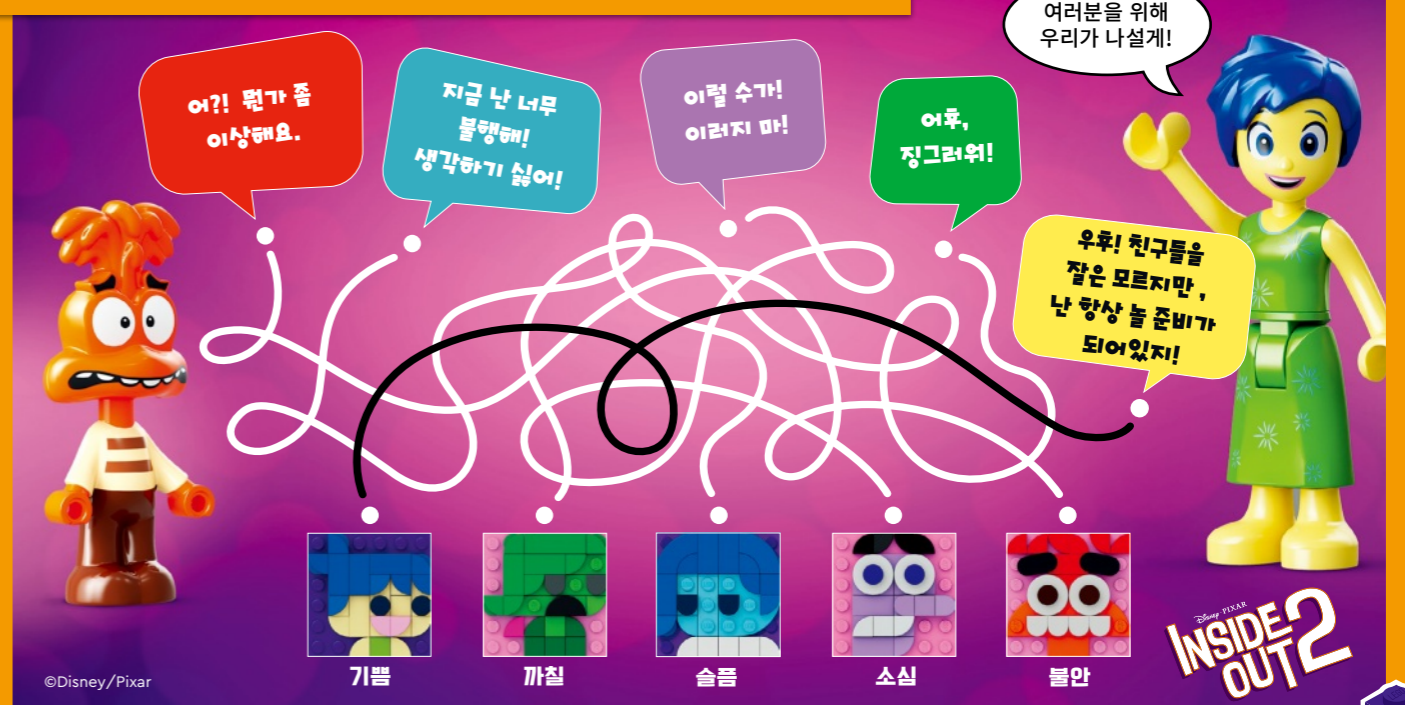 여러분을 위해
우리가 나설게!
어?! 뭔가 좀
이상해요.
지금 난 너무
불행해!
생각하기 싫어!
이럴 수가!
이러지 마!
어후,
징그러워!
우후! 친구들을
잘은 모르지만,
난 항상 놀 준비가
되어있지!
기쁨
까칠
슬픔
소심
불안
©Disney/Pixar
Disney PIXAR
INSIDE
OUT 2